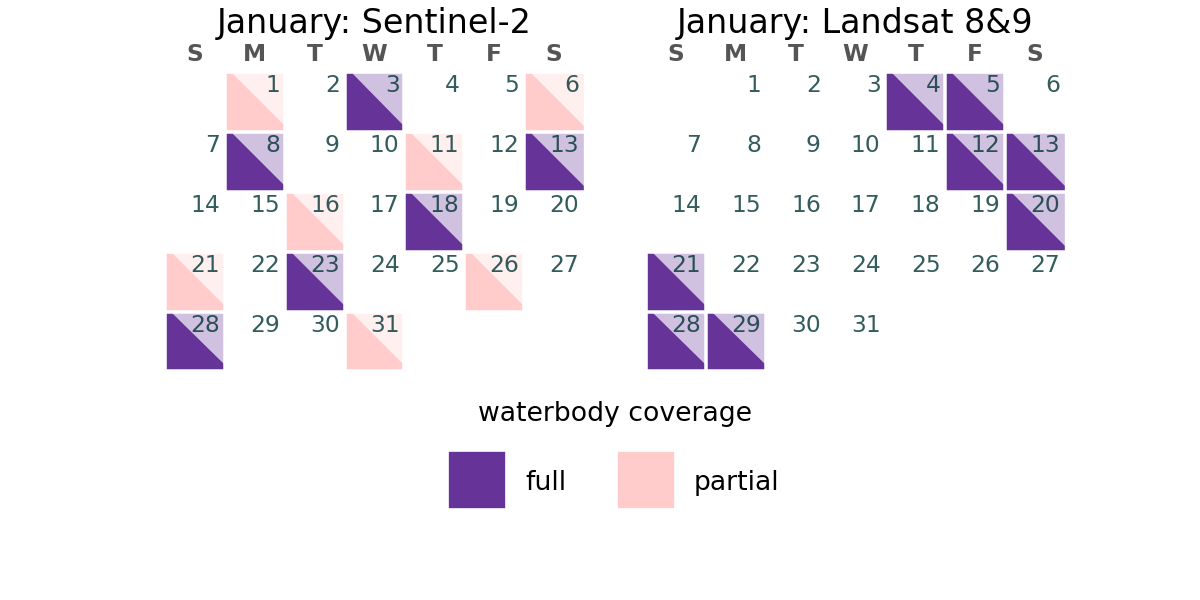 January: Sentinel-2
S M T W T F S
1 2 3 4 5 6
7 8 9 10 11 12 13
14 15 16 17 18 19 20
21 22 23 24 25 26 27
28 29 30 31
January: Landsat 8&9
S M T W T F S
1 2 3 4 5 6
7 8 9 10 11 12 13
14 15 16 17 18 19 20
21 22 23 24 25 26 27
28 29 30 31
waterbody coverage
full partial